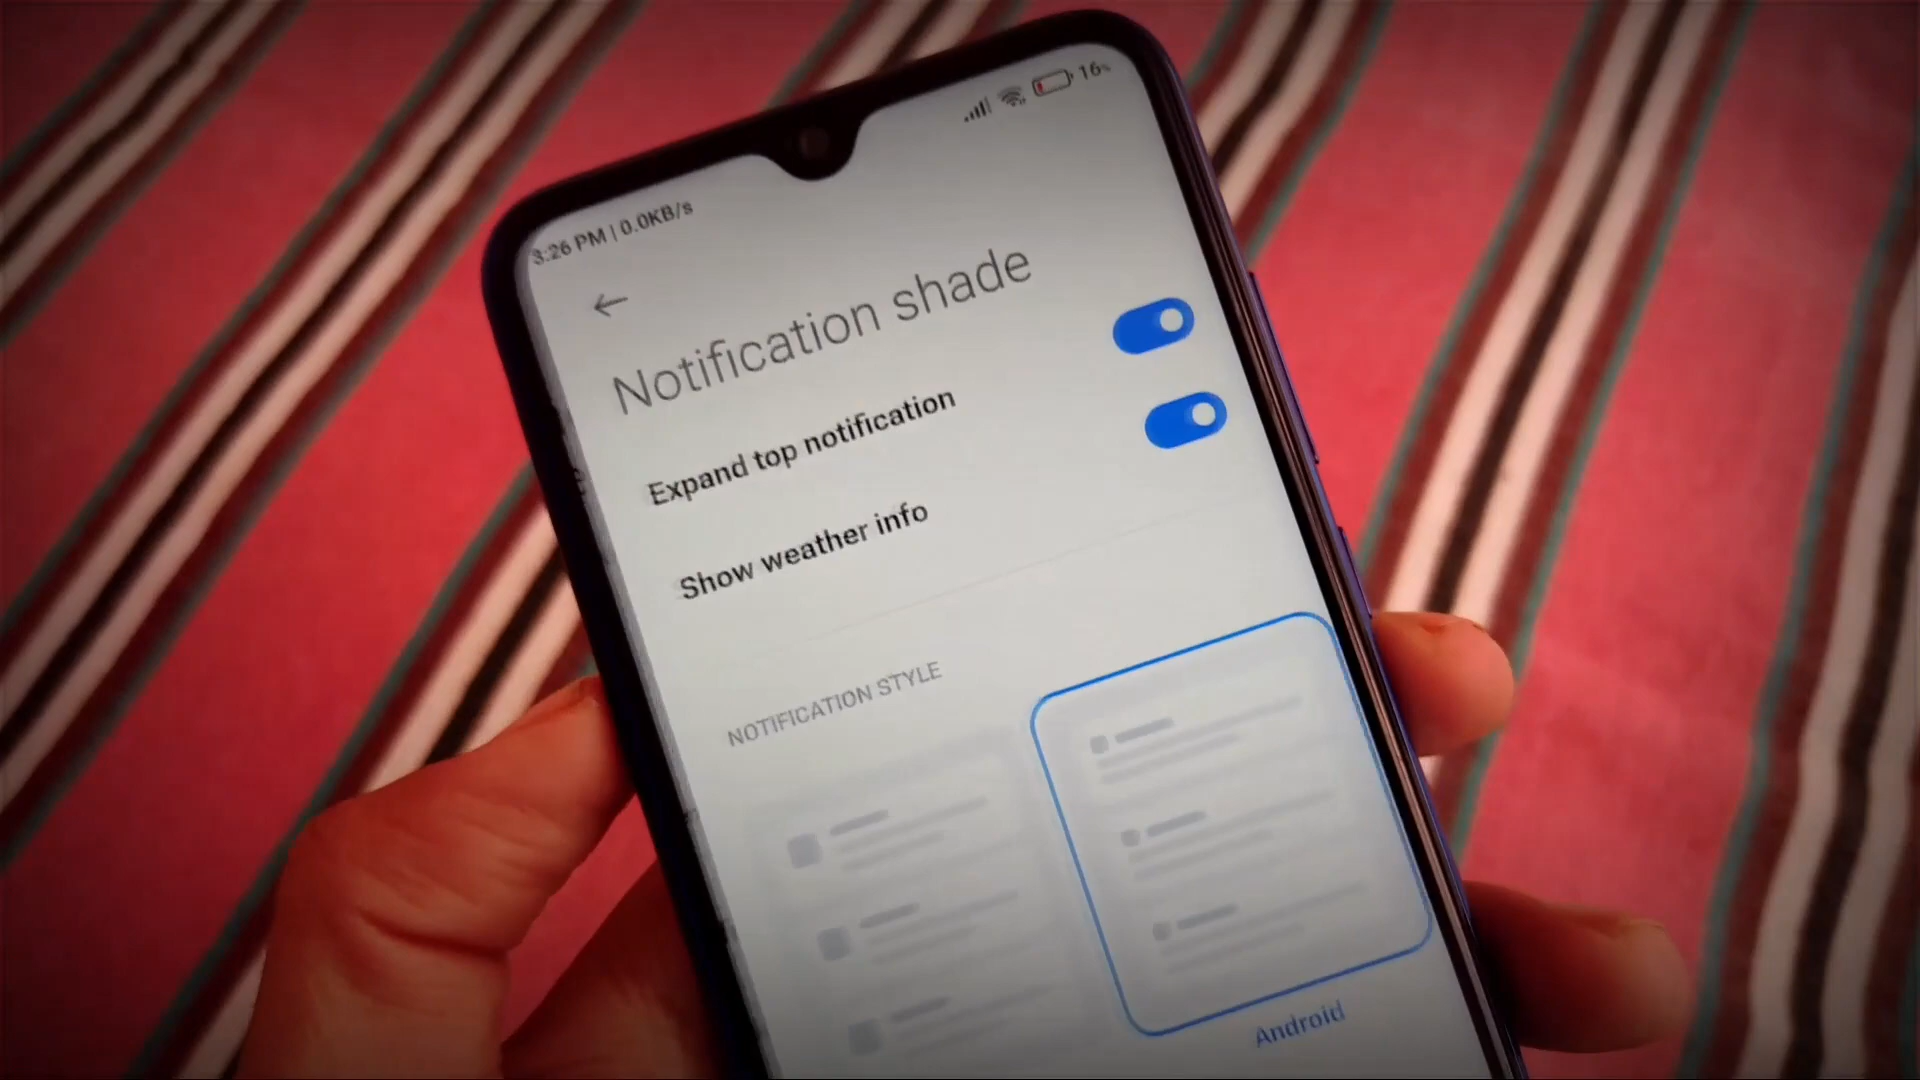 16%
3:26 PM | 0.0KB/s
Notification shade
Expand top notification
Show weather info
NOTIFICATION STYLE
Android